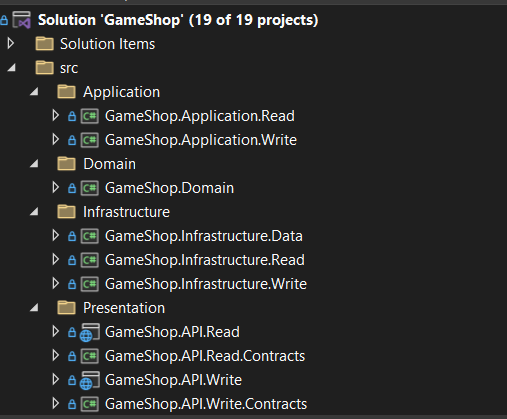 Solution 'GameShop' (19 of 19 projects)
Solution Items
src
Application
C# GameShop.Application.Read
C# GameShop.Application.Write
Domain
C# GameShop.Domain
Infrastructure
C# GameShop.Infrastructure.Data
C# GameShop.Infrastructure.Read
C# GameShop.Infrastructure.Write
Presentation
GameShop.API.Read
C# GameShop.API.Read.Contracts
GameShop.API.Write
C# GameShop.API.Write.Contracts